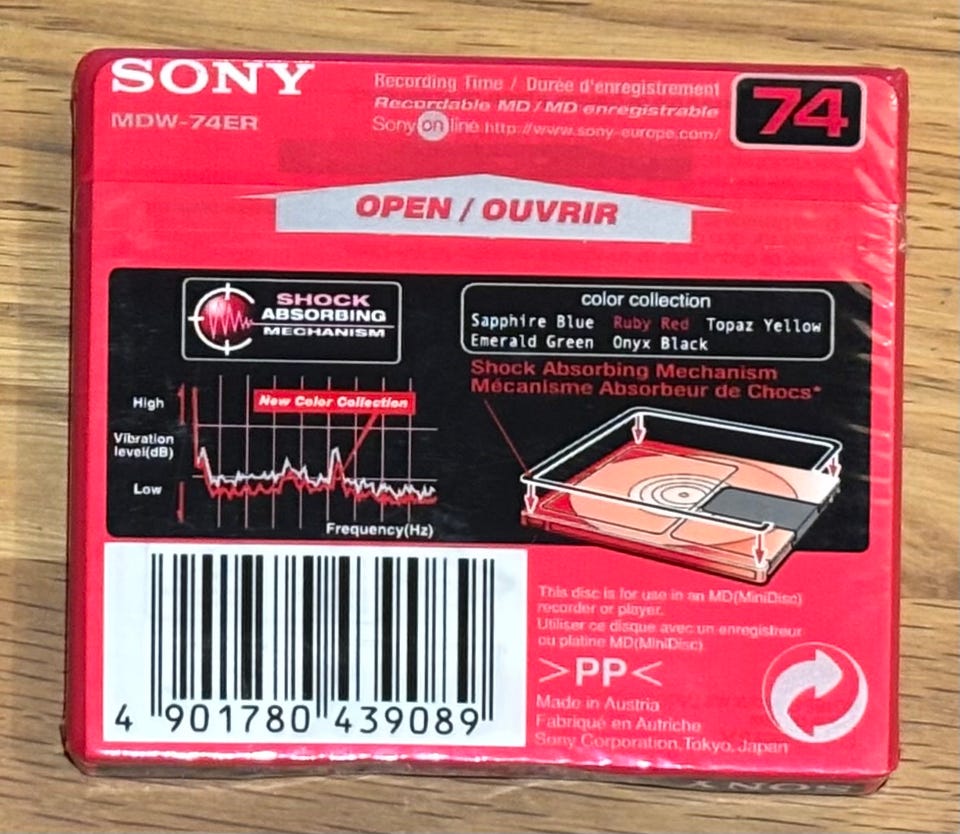 SONY
MDW-74ER
Recording Time / Durée d'enregistrement
Recordable MD / MD enregistrable
Sony on line http://www.sony-europe.com/
74
OPEN / OUVRIR
SHOCK
ABSORBING
MECHANISM
color collection
Sapphire Blue Ruby Red Topaz Yellow
Emerald Green Onyx Black
Shock Absorbing Mechanism
Mécanisme Absorbeur de Chocs*
High
New Color Collection
Vibration
level(dB)
Low
Frequency(Hz)
This disc is for use in an MD(MiniDisc)
recorder or player.
Utiliser ce disque avec un enregistreur
ou platine MD(MiniDisc)
>PP<
Made in Austria
Fabriqué en Autriche
Sony Corporation, Tokyo, Japan
4 901780 439089
SONY